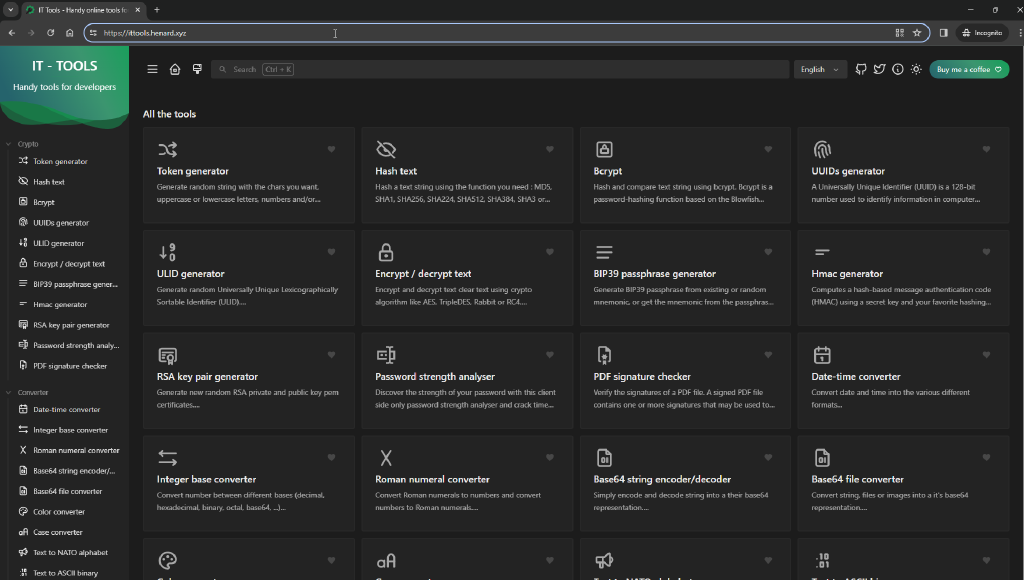 IT Tools - Handy online tools fo
https://ittools.henard.xyz
Incognito
IT - TOOLS
Handy tools for developers
Search Ctrl + K
English
Buy me a coffee
Crypto
Token generator
Hash text
Bcrypt
UUIDs generator
ULID generator
Encrypt / decrypt text
BIP39 passphrase gener...
Hmac generator
RSA key pair generator
Password strength analy...
PDF signature checker
Converter
Date-time converter
Integer base converter
Roman numeral converter
Base64 string encoder/...
Base64 file converter
Color converter
Case converter
Text to NATO alphabet
Text to ASCII binary
All the tools
Token generator
Generate random string with the chars you want,
uppercase or lowercase letters, numbers and/or...
Hash text
Hash a text string using the function you need : MD5,
SHA1, SHA256, SHA224, SHA512, SHA384, SHA3 or...
Bcrypt
Hash and compare text string using bcrypt. Bcrypt is a
password-hashing function based on the Blowfish...
UUIDs generator
A Universally Unique Identifier (UUID) is a 128-bit
number used to identify information in computer...
ULID generator
Generate random Universally Unique Lexicographically
Sortable Identifier (ULID)....
Encrypt / decrypt text
Encrypt and decrypt text clear text using crypto
algorithm like AES, TripleDES, Rabbit or RC4....
BIP39 passphrase generator
Generate BIP39 passphrase from existing or random
mnemonic, or get the mnemonic from the passphras...
Hmac generator
Computes a hash-based message authentication code
(HMAC) using a secret key and your favorite hashing...
RSA key pair generator
Generate new random RSA private and public key pem
certificates....
Password strength analyser
Discover the strength of your password with this client
side only password strength analyser and crack time...
PDF signature checker
Verify the signatures of a PDF file. A signed PDF file
contains one or more signatures that may be used to...
Date-time converter
Convert date and time into the various different
formats...
Integer base converter
Convert number between different bases (decimal,
hexadecimal, binary, octal, base64, ...)...
Roman numeral converter
Convert Roman numerals to numbers and convert
numbers to Roman numerals....
Base64 string encoder/decoder
Simply encode and decode string into a their base64
representation....
Base64 file converter
Convert string, files or images into a it's base64
representation....